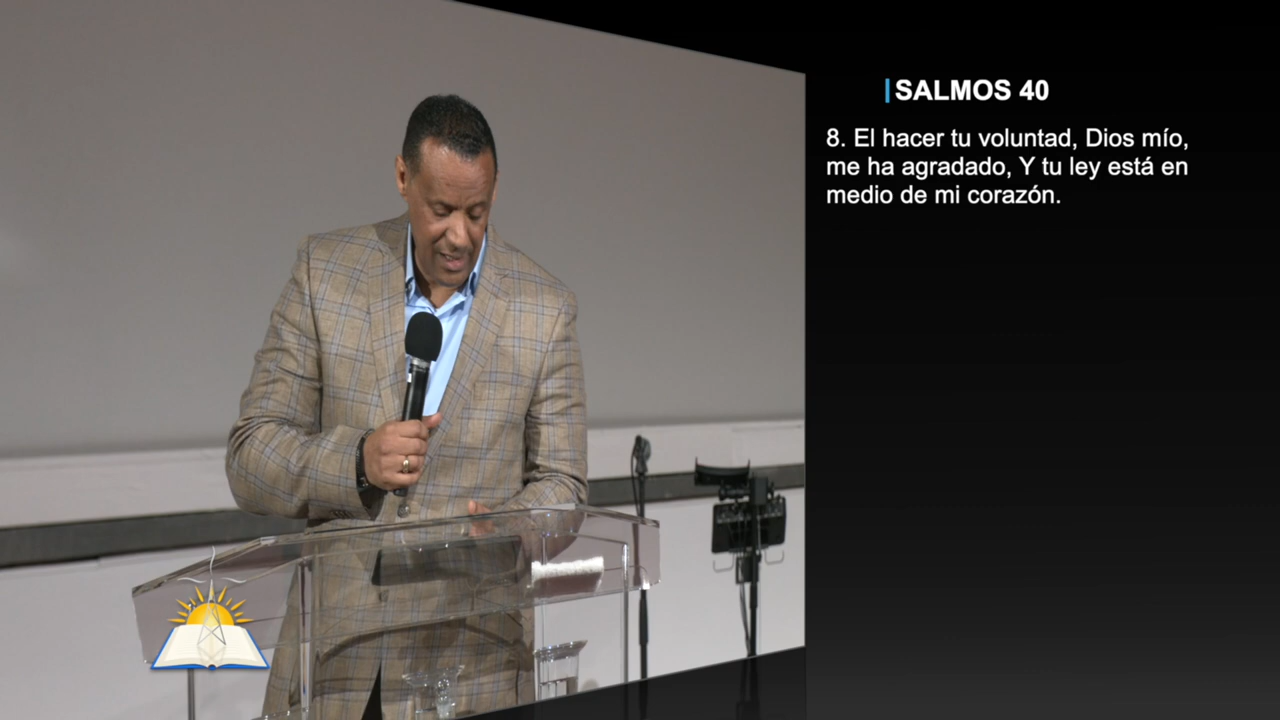 SALMOS 40
8. El hacer tu voluntad, Dios mío,
me ha agradado, Y tu ley está en
medio de mi corazón.